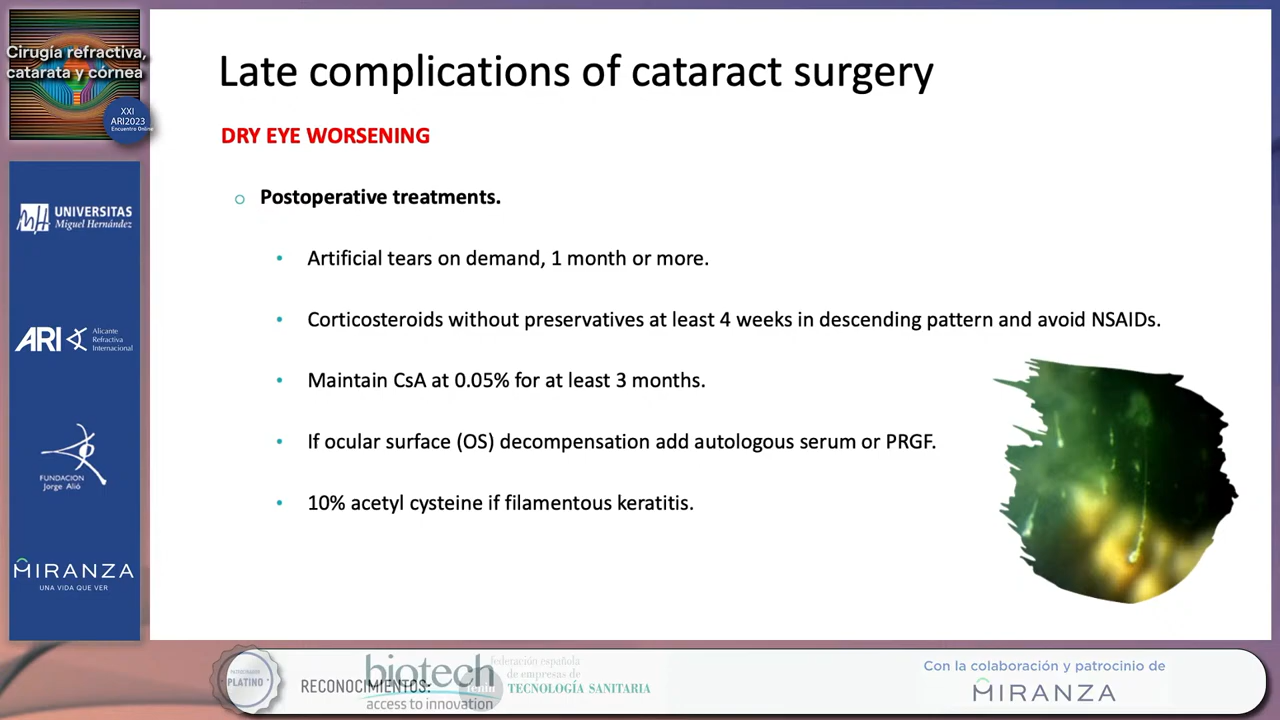 Cirugía refractiva,
catarata y córnea
XXI
ARI2023
Encuentro Online
UNIVERSITAS
Miguel Hernández
ARI
Alicante
Refractiva
Internacional
FUNDACION
Jorge Alió
MIRANZA
UNA VIDA QUE VER
Late complications of cataract surgery
DRY EYE WORSENING
Postoperative treatments.
• Artificial tears on demand, 1 month or more.
• Corticosteroids without preservatives at least 4 weeks in descending pattern and avoid NSAIDs.
• Maintain CsA at 0.05% for at least 3 months.
• If ocular surface (OS) decompensation add autologous serum or PRGF.
• 10% acetyl cysteine if filamentous keratitis.
PLATINO
RECONOCIMIENTOS:
biotech
access to innovation
fenin
federación española
de empresas de
TECNOLOGÍA SANITARIA
Con la colaboración y patrocinio de
MIRANZA